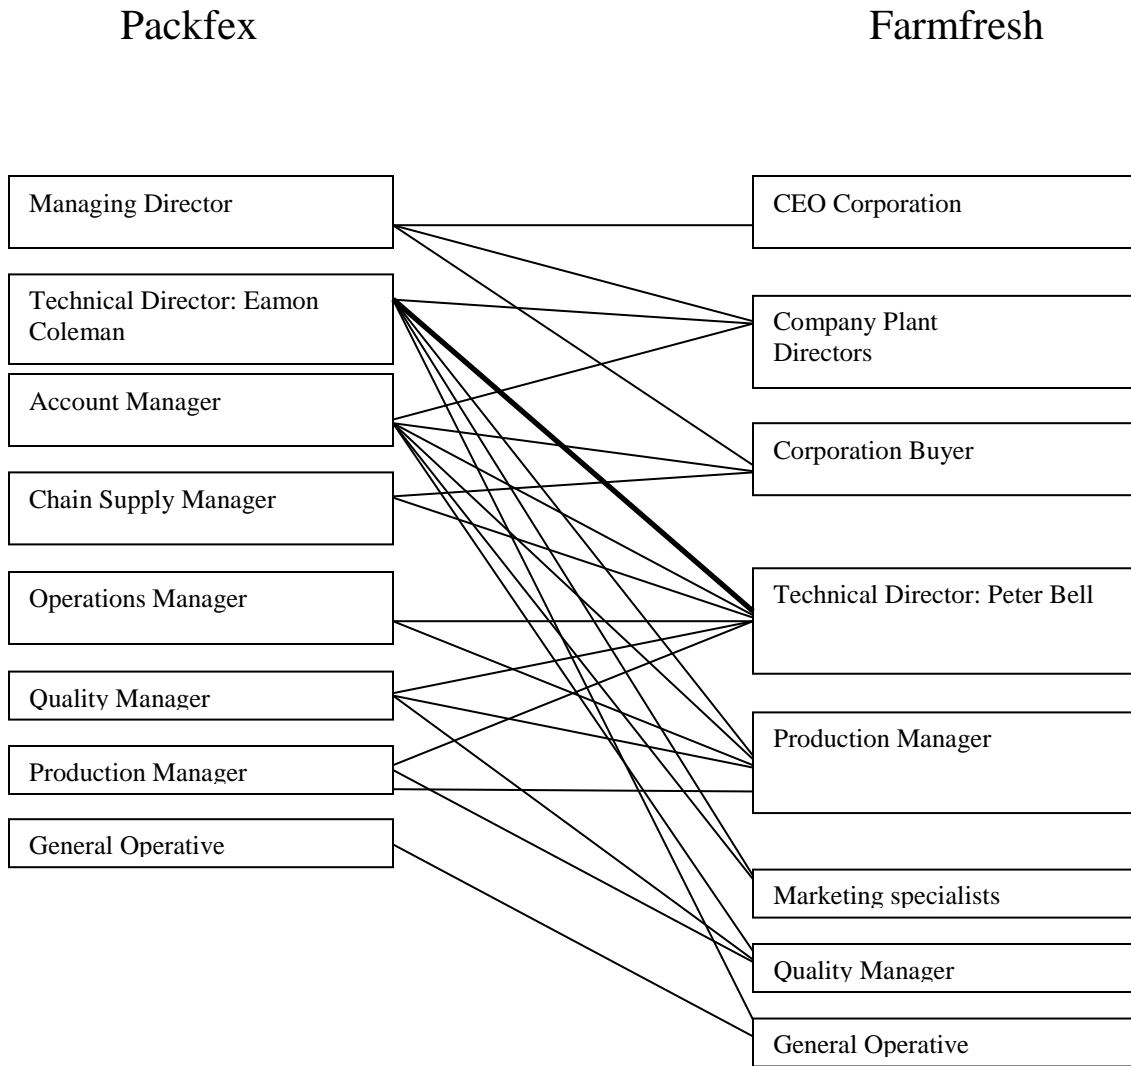 Packfex
Farmfresh
Managing Director
Technical Director: Eamon
Coleman
Account Manager
Chain Supply Manager
Operations Manager
Quality Manager
Production Manager
General Operative
CEO Corporation
Company Plant
Directors
Corporation Buyer
Technical Director: Peter Bell
Production Manager
Marketing specialists
Quality Manager
General Operative